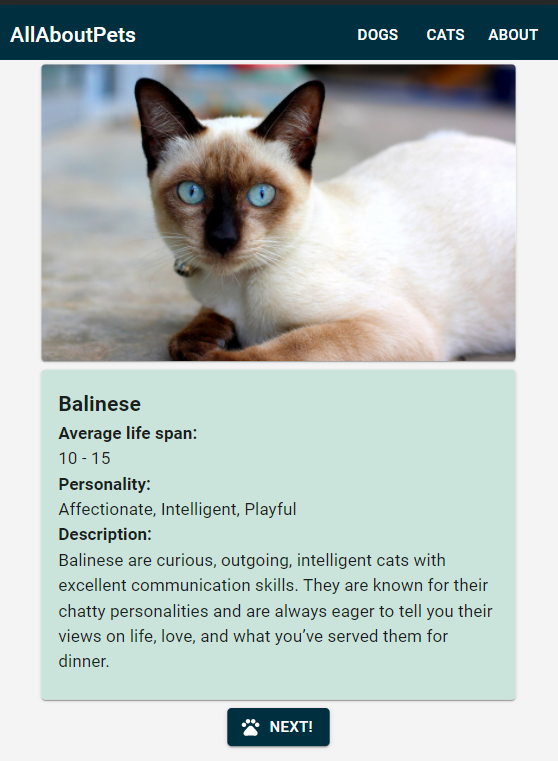 AllAboutPets DOGS CATS ABOUT
Balinese
Average life span:
10 - 15
Personality:
Affectionate, Intelligent, Playful
Description:
Balinese are curious, outgoing, intelligent cats with
excellent communication skills. They are known for their
chatty personalities and are always eager to tell you their
views on life, love, and what you’ve served them for
dinner.
NEXT!